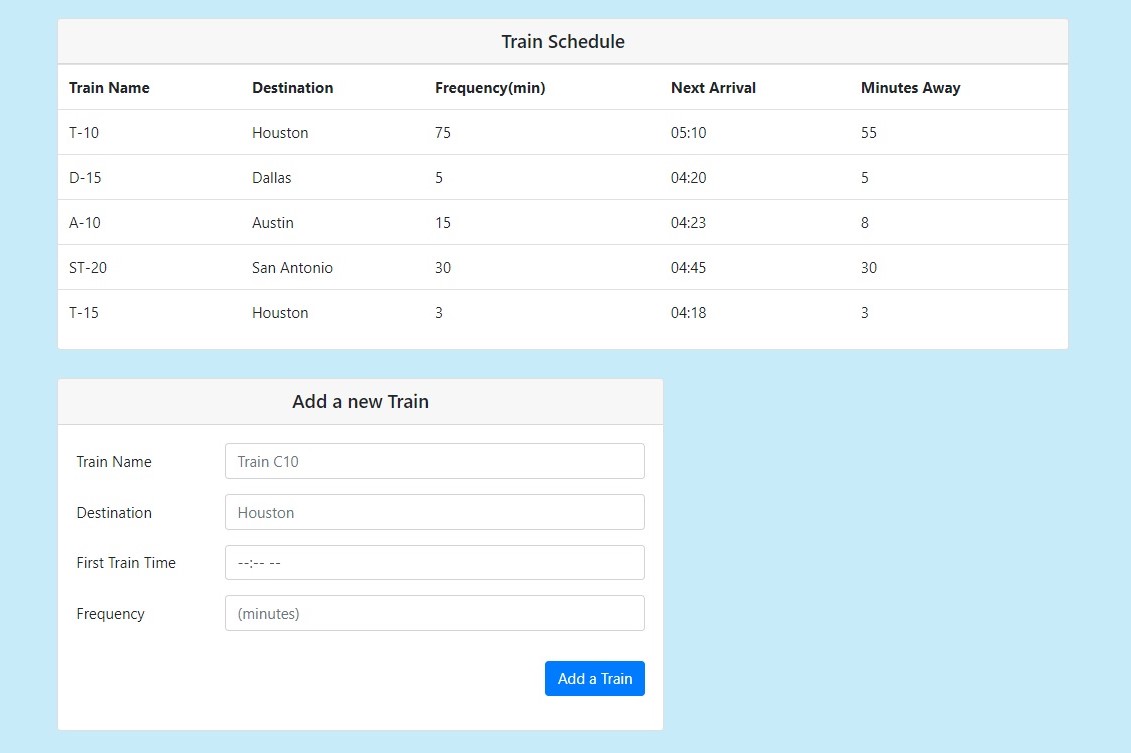 Train Schedule
Train Name Destination Frequency(min) Next Arrival Minutes Away
T-10 Houston 75 05:10 55
D-15 Dallas 5 04:20 5
A-10 Austin 15 04:23 8
ST-20 San Antonio 30 04:45 30
T-15 Houston 3 04:18 3
Add a new Train
Train Name Train C10
Destination Houston
First Train Time --:-- --
Frequency (minutes)
Add a Train